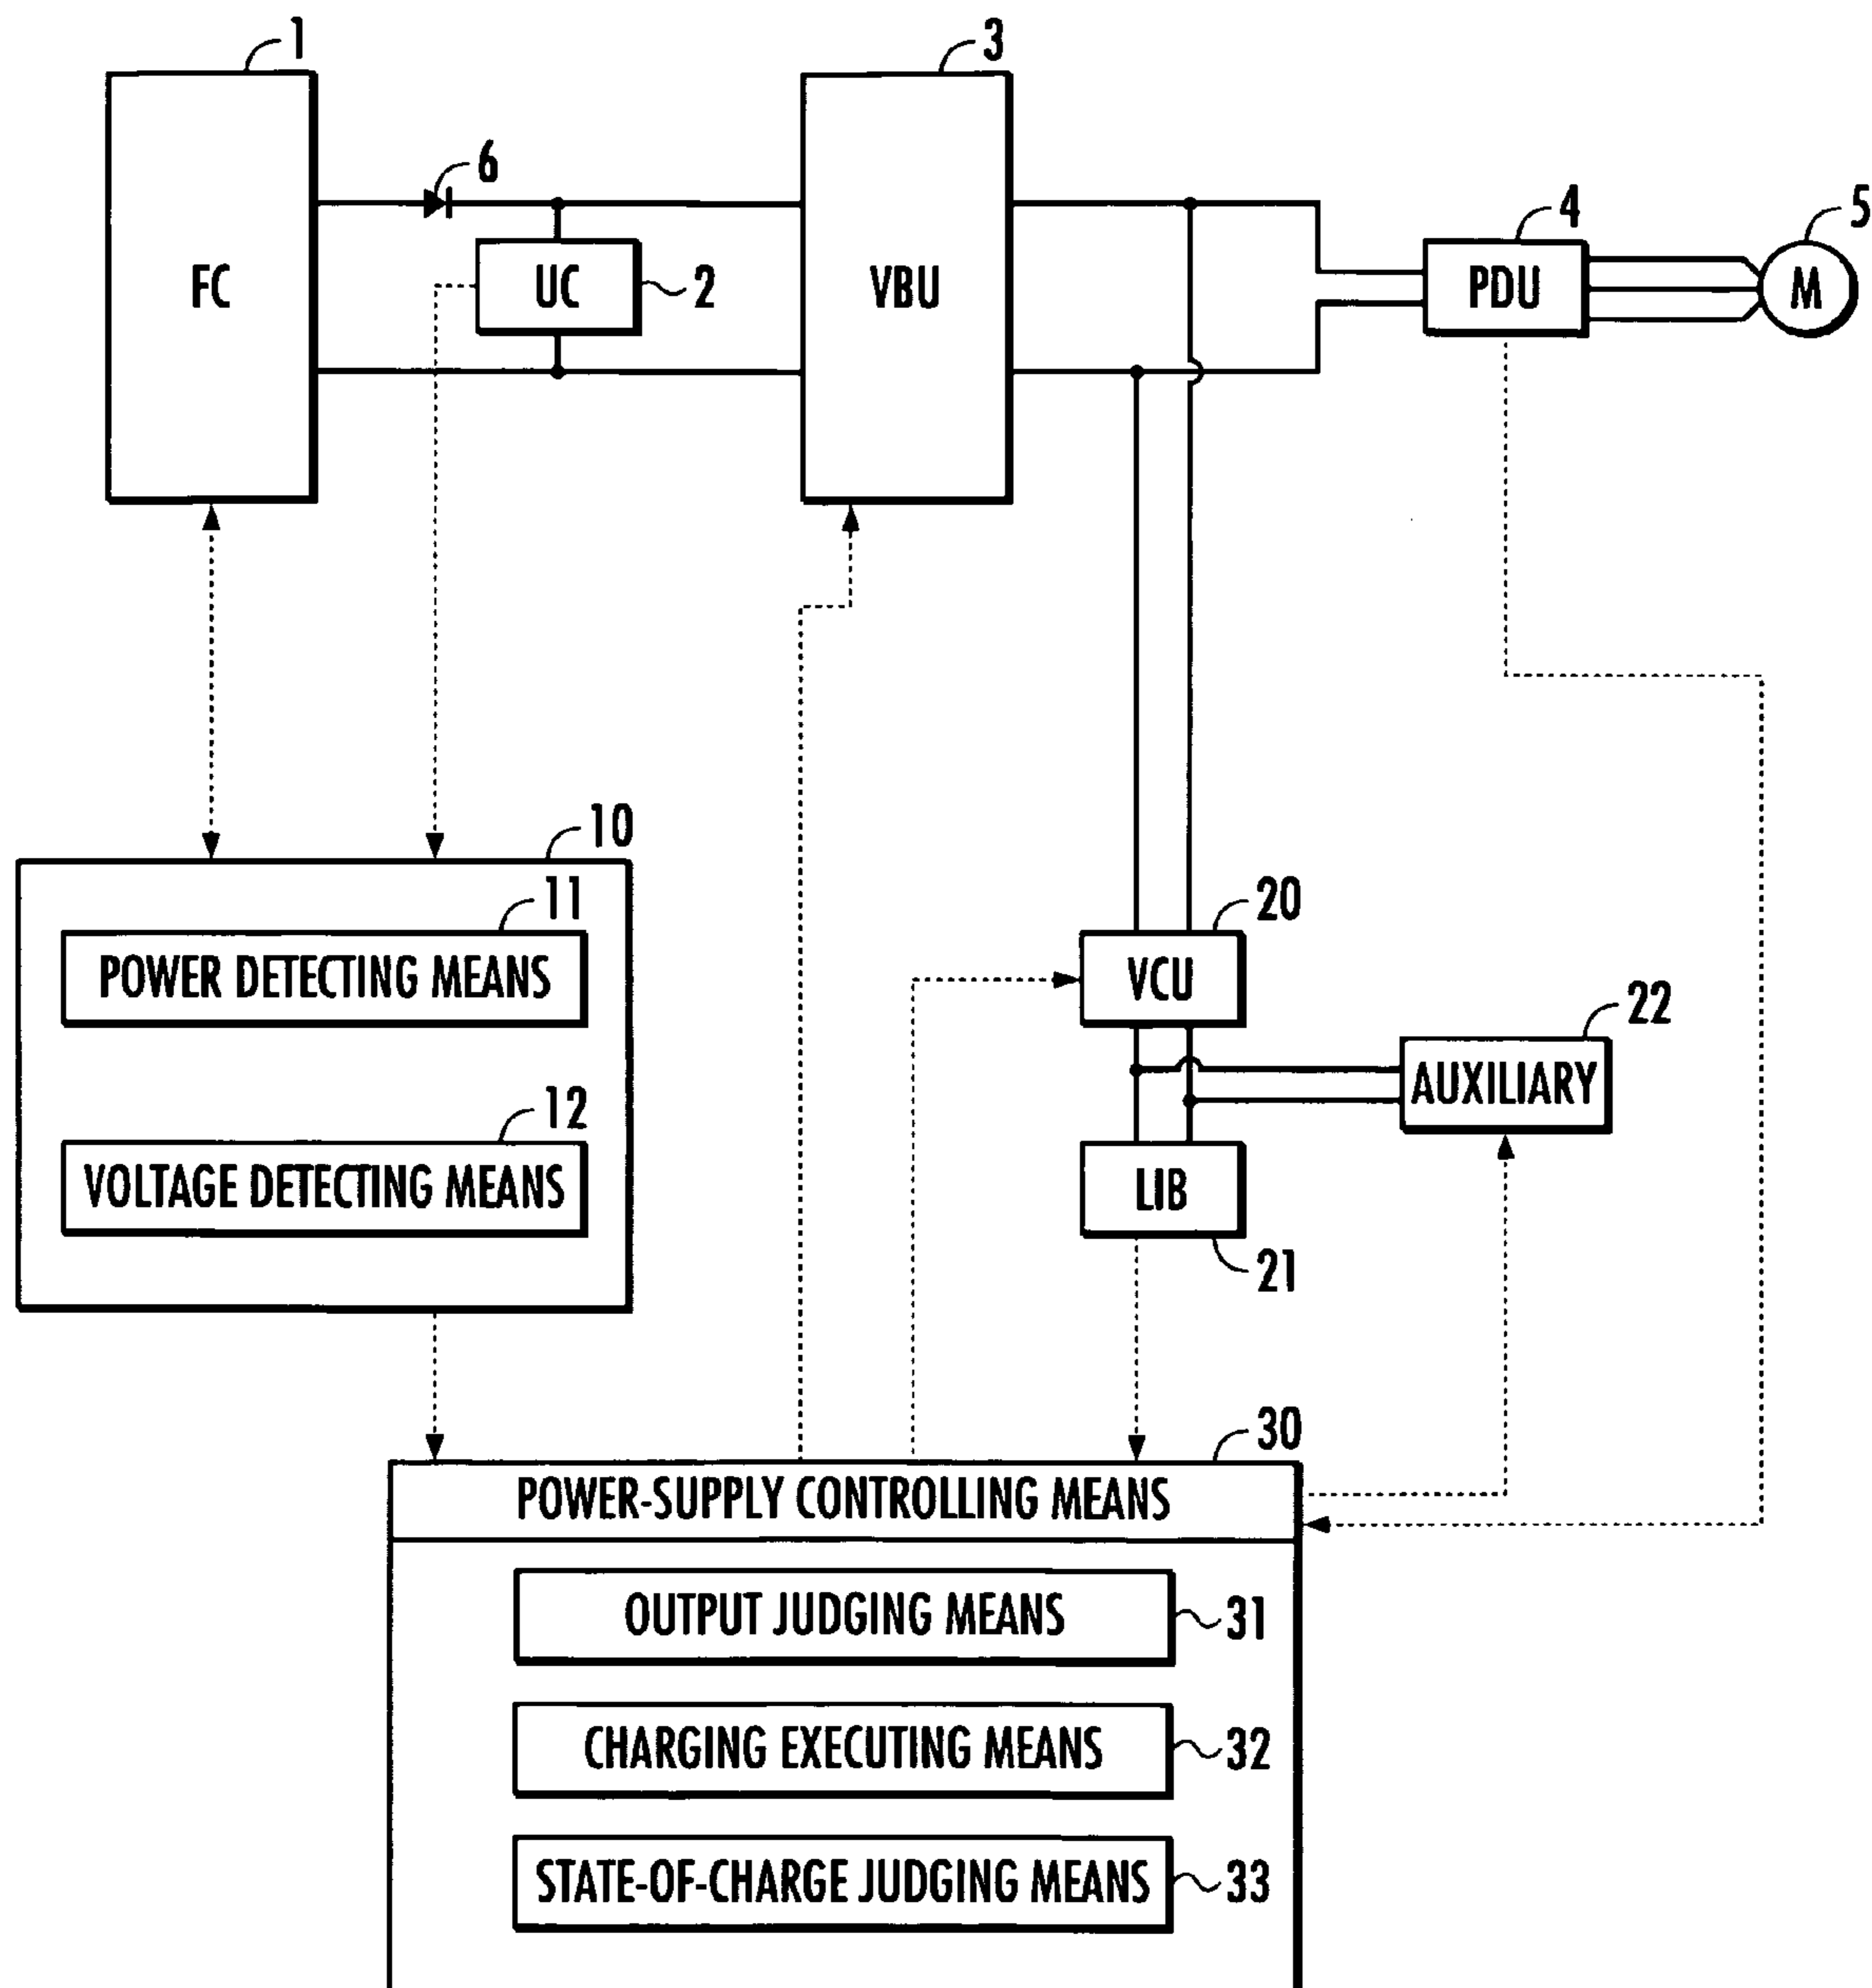 1
3
6
4
5
FC
UC
2
VBU
PDU
M
10
11
POWER DETECTING MEANS
20
VCU
22
AUXILIARY
12
VOLTAGE DETECTING MEANS
LIB
21
30
POWER-SUPPLY CONTROLLING MEANS
OUTPUT JUDGING MEANS
31
CHARGING EXECUTING MEANS
32
STATE-OF-CHARGE JUDGING MEANS
33